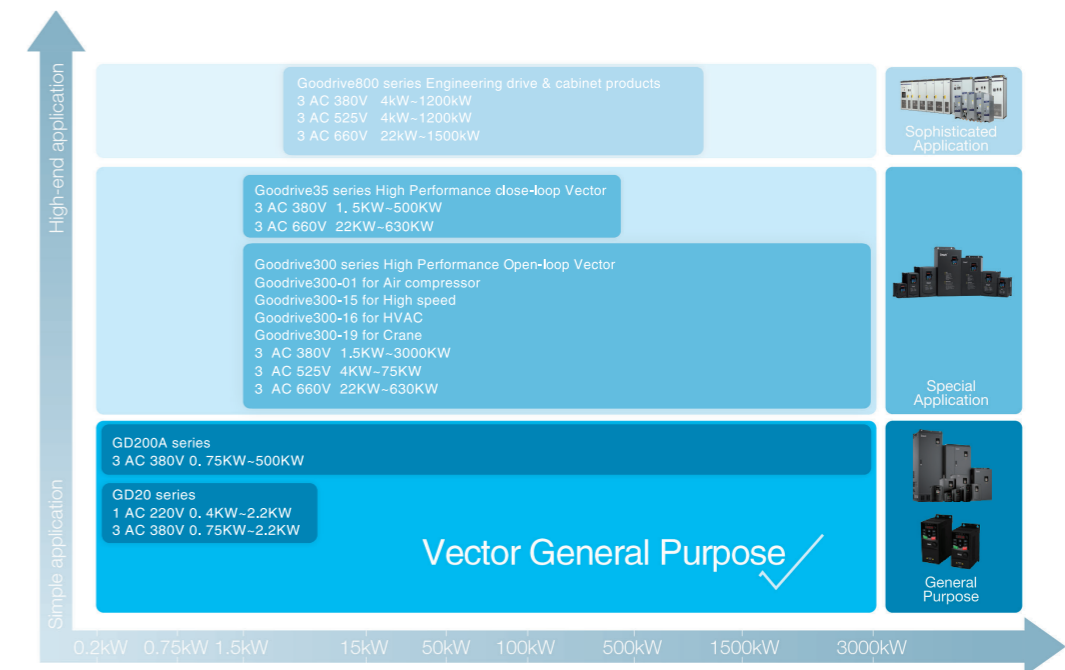 High-end application
Goodrive800 series Engineering drive & cabinet products
3 AC 380V 4kW~1200kW
3 AC 525V 4kW~1200kW
3 AC 660V 22kW~1500kW
Sophisticated
Application
Goodrive35 series High Performance close-loop Vector
3 AC 380V 1. 5KW~500KW
3 AC 660V 22KW~630KW
Goodrive300 series High Performance Open-loop Vector
Goodrive300-01 for Air compressor
Goodrive300-15 for High speed
Goodrive300-16 for HVAC
Goodrive300-19 for Crane
3 AC 380V 1.5KW~3000KW
3 AC 525V 4KW~75KW
3 AC 660V 22KW~630KW
Special
Application
Simple application
GD200A series
3 AC 380V 0. 75KW~500KW
GD20 series
1 AC 220V 0. 4KW~2.2KW
3 AC 380V 0. 75KW~2.2KW
Vector General Purpose
General
Purpose
0.2kW 0.75kW 1.5kW 15kW 50kW 100kW 500kW 1500kW 3000kW